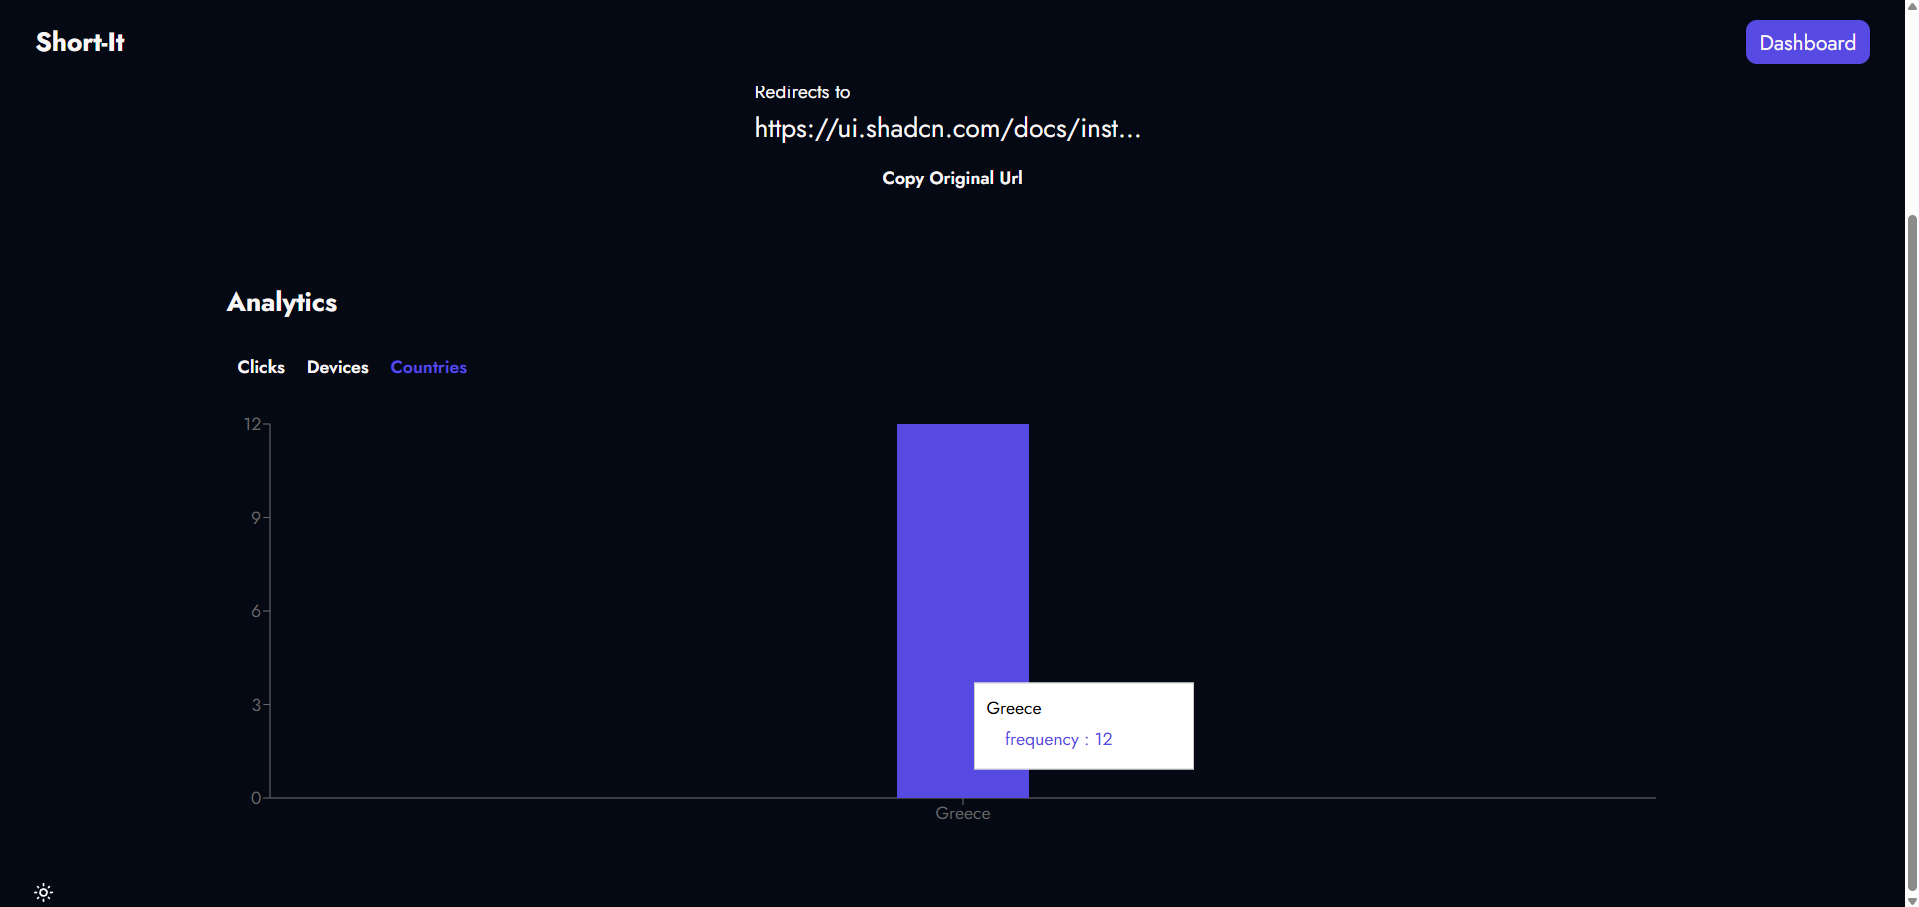 Short-It
Dashboard
Redirects to
https://ui.shadcn.com/docs/inst...
Copy Original Url
Analytics
Clicks Devices Countries
12
9
6
3
0
Greece
frequency : 12
Greece